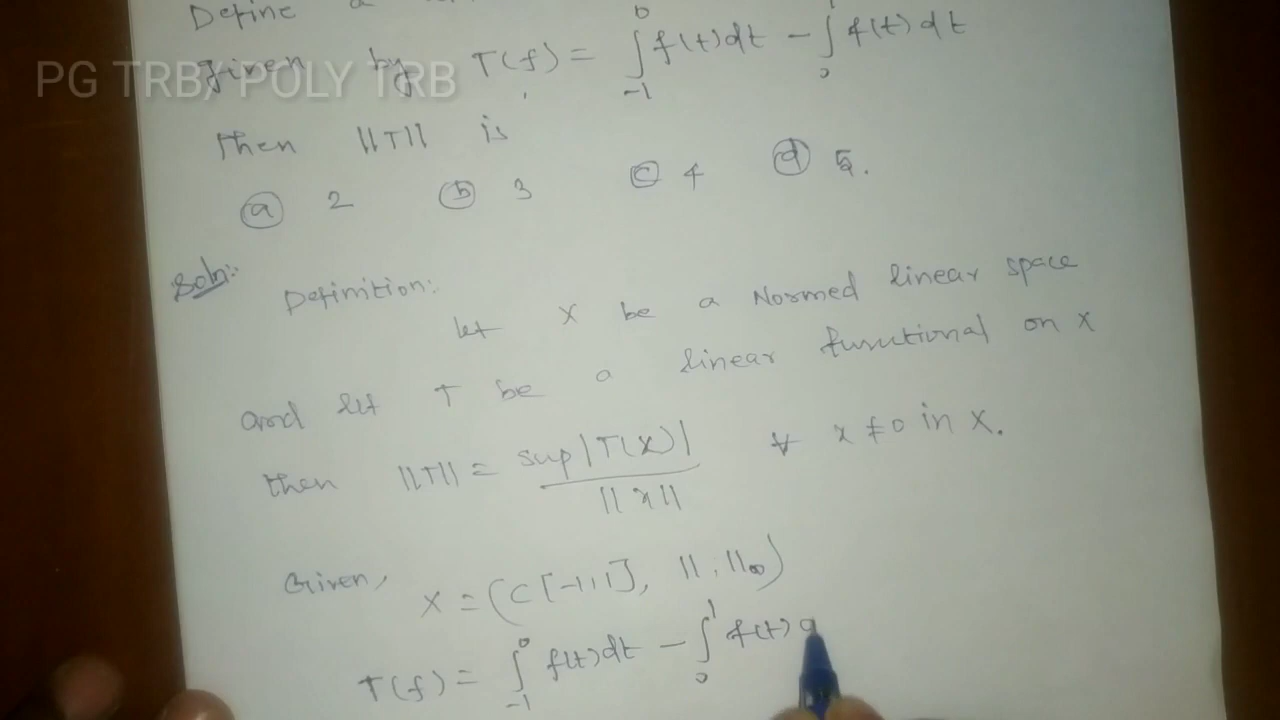 Define a
given by T(f) = ∫_{-1}^{0} f(t)dt - ∫_{0}^{1} f(t)dt
PG TRB/ POLY TRB
then ||T|| is
(a) 2 (b) 3 (c) 4 (d) 5.
Soln:
Definition:
let X be a Normed linear space
and let T be a linear functional on X
then ||T|| = sup|T(x)| / ||x|| ∀ x ≠ 0 in X.
Given, X = (C[-1,1], ||.||∞)
T(f) = ∫_{-1}^{0} f(t)dt - ∫_{0}^{1} f(t)d